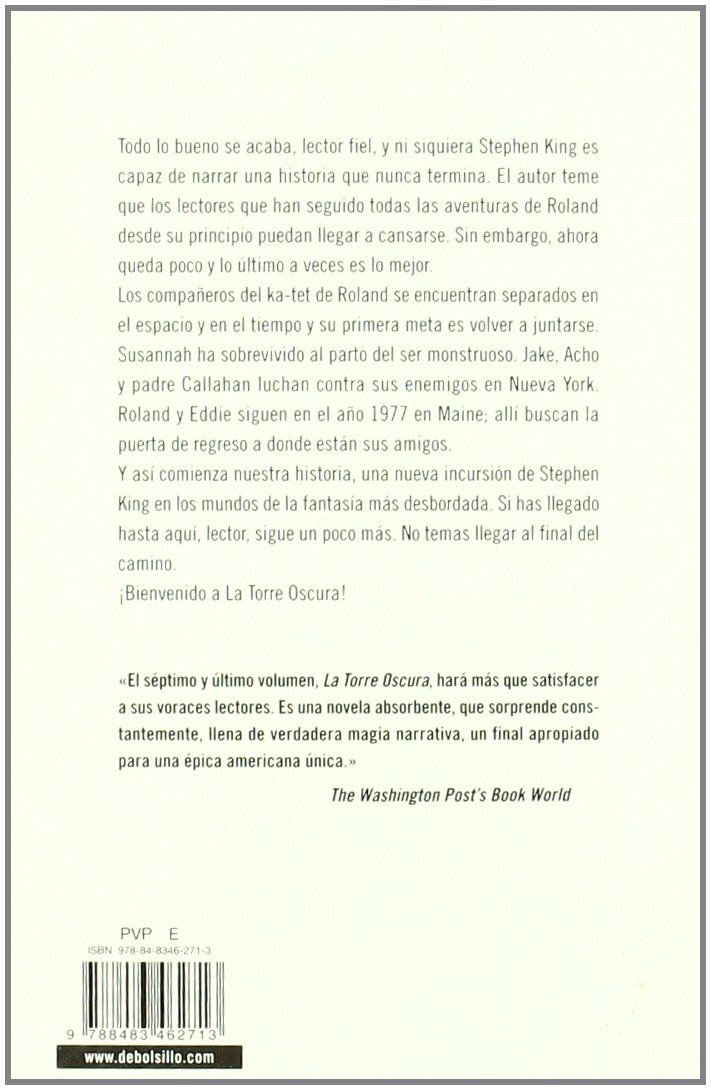 Todo lo bueno se acaba, lector fiel, y ni siquiera Stephen King es
capaz de narrar una historia que nunca termina. El autor teme
que los lectores que han seguido todas las aventuras de Roland
desde su principio puedan llegar a cansarse. Sin embargo, ahora
queda poco y lo último a veces es lo mejor.
Los compañeros del ka-tet de Roland se encuentran separados en
el espacio y en el tiempo y su primera meta es volver a juntarse.
Susannah ha sobrevivido al parto del ser monstruoso. Jake, Acho
y padre Callahan luchan contra sus enemigos en Nueva York.
Roland y Eddie siguen en el año 1977 en Maine; allí buscan la
puerta de regreso a donde están sus amigos.
Y así comienza nuestra historia, una nueva incursión de Stephen
King en los mundos de la fantasía más desbordada. Si has llegado
hasta aquí, lector, sigue un poco más. No temas llegar al final del
camino.
¡Bienvenido a La Torre Oscura!
«El séptimo y último volumen, La Torre Oscura, hará más que satisfacer
a sus voraces lectores. Es una novela absorbente, que sorprende cons-
tantemente, llena de verdadera magia narrativa, un final apropiado
para una épica americana única.»
The Washington Post's Book World
PVP E
ISBN 978-84-8346-271-3
9 788483 462713
www.debolsillo.com